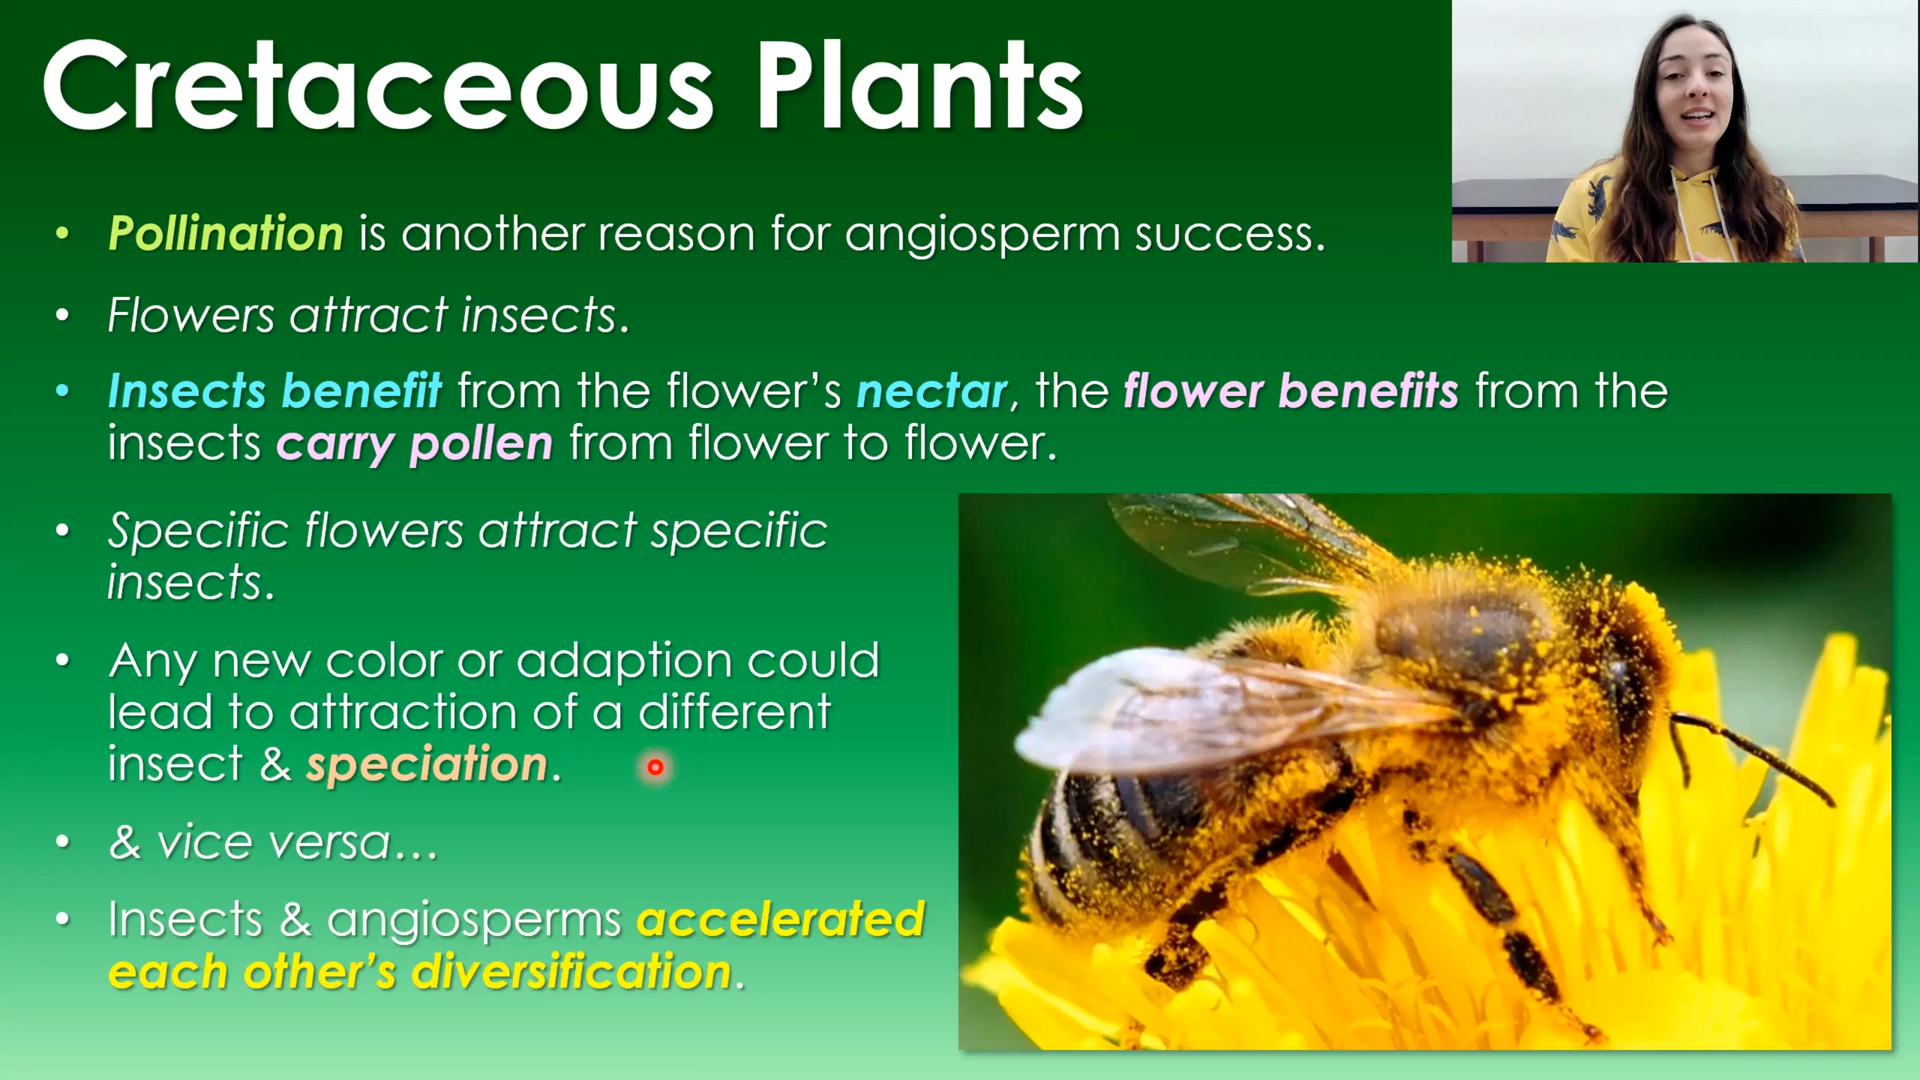 Cretaceous Plants
• Pollination is another reason for angiosperm success.
• Flowers attract insects.
• Insects benefit from the flower’s nectar, the flower benefits from the
insects carry pollen from flower to flower.
• Specific flowers attract specific
insects.
• Any new color or adaption could
lead to attraction of a different
insect & speciation.
• & vice versa…
• Insects & angiosperms accelerated
each other’s diversification.